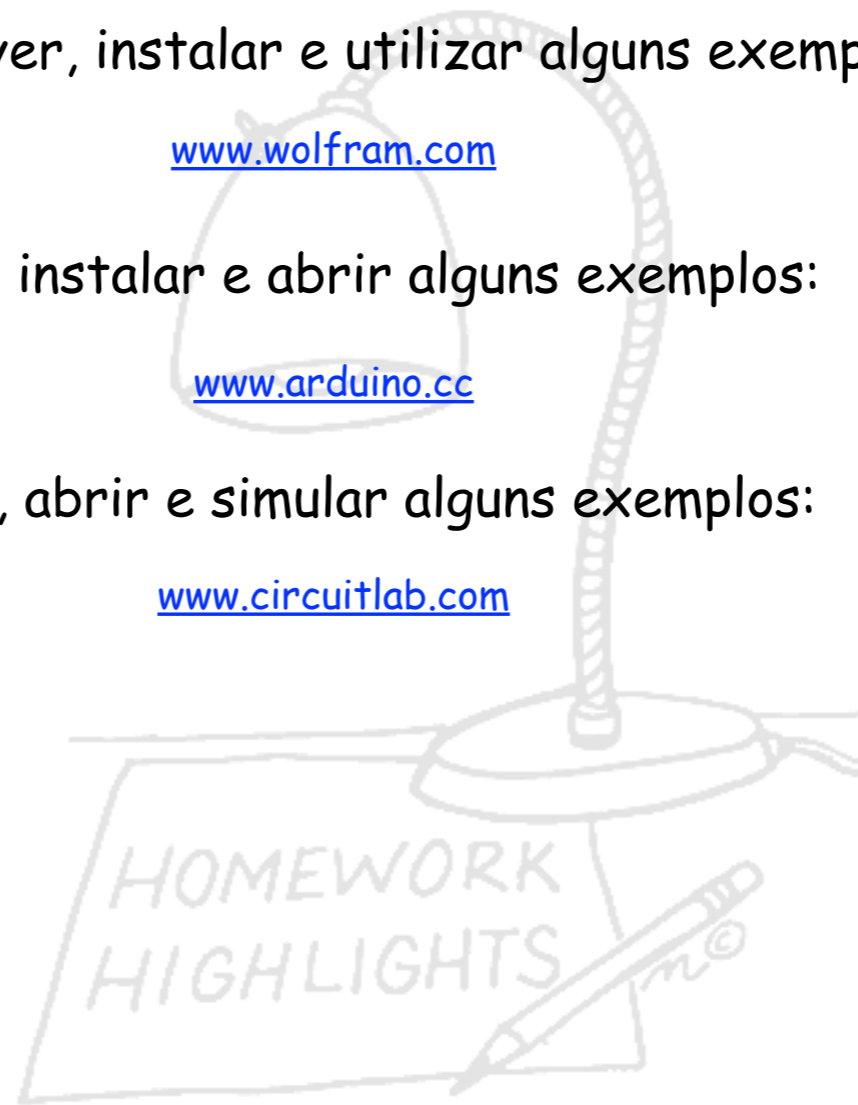 ver, instalar e utilizar alguns exemp
www.wolfram.com
instalar e abrir alguns exemplos:
www.arduino.cc
, abrir e simular alguns exemplos:
www.circuitlab.com
HOMEWORK
HIGHLIGHTS
m©